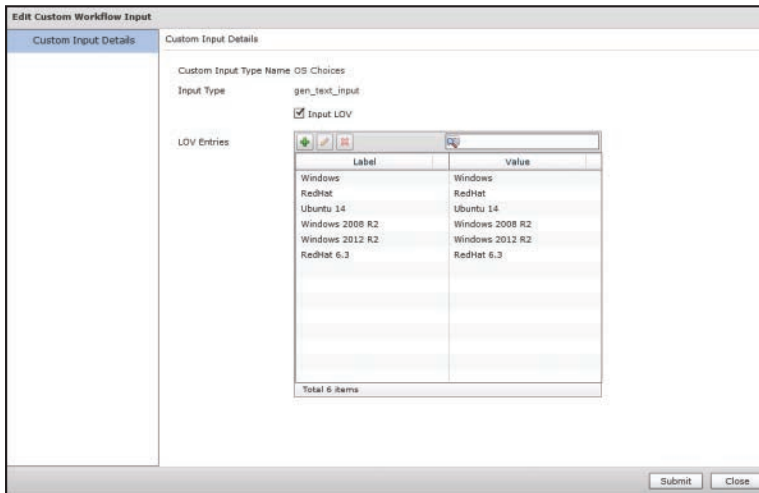 Edit Custom Workflow Input
Custom Input Details
Custom Input Details
Custom Input Type Name OS Choices
Input Type gen_text_input
Input LOV
LOV Entries
Label Value
Windows Windows
RedHat RedHat
Ubuntu 14 Ubuntu 14
Windows 2008 R2 Windows 2008 R2
Windows 2012 R2 Windows 2012 R2
RedHat 6.3 RedHat 6.3
Total 6 items
Submit Close